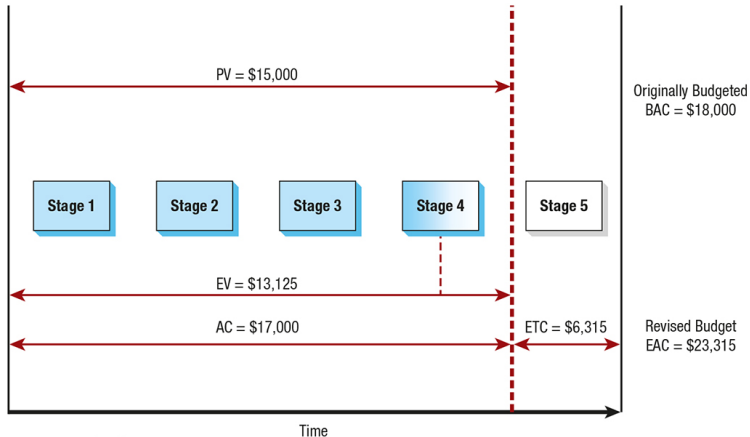 PV = $15,000
Originally Budgeted
BAC = $18,000
Stage 1
Stage 2
Stage 3
Stage 4
Stage 5
EV = $13,125
AC = $17,000
ETC = $6,315
Revised Budget
EAC = $23,315
Time